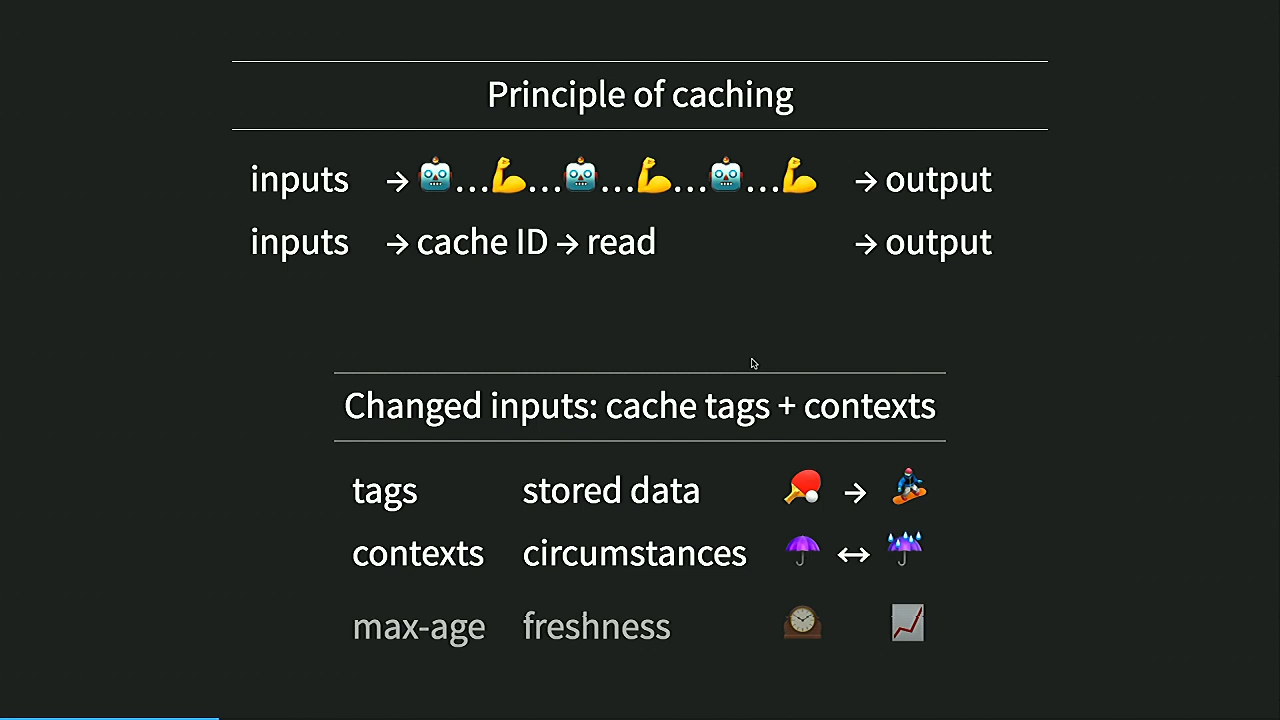 Principle of caching
inputs → 🤖…💪…🤖…💪…🤖…💪 → output
inputs → cache ID → read → output
Changed inputs: cache tags + contexts
tags stored data 🏓 → 🏂
contexts circumstances ☂ ↔ ☔
max-age freshness 🕰 📈